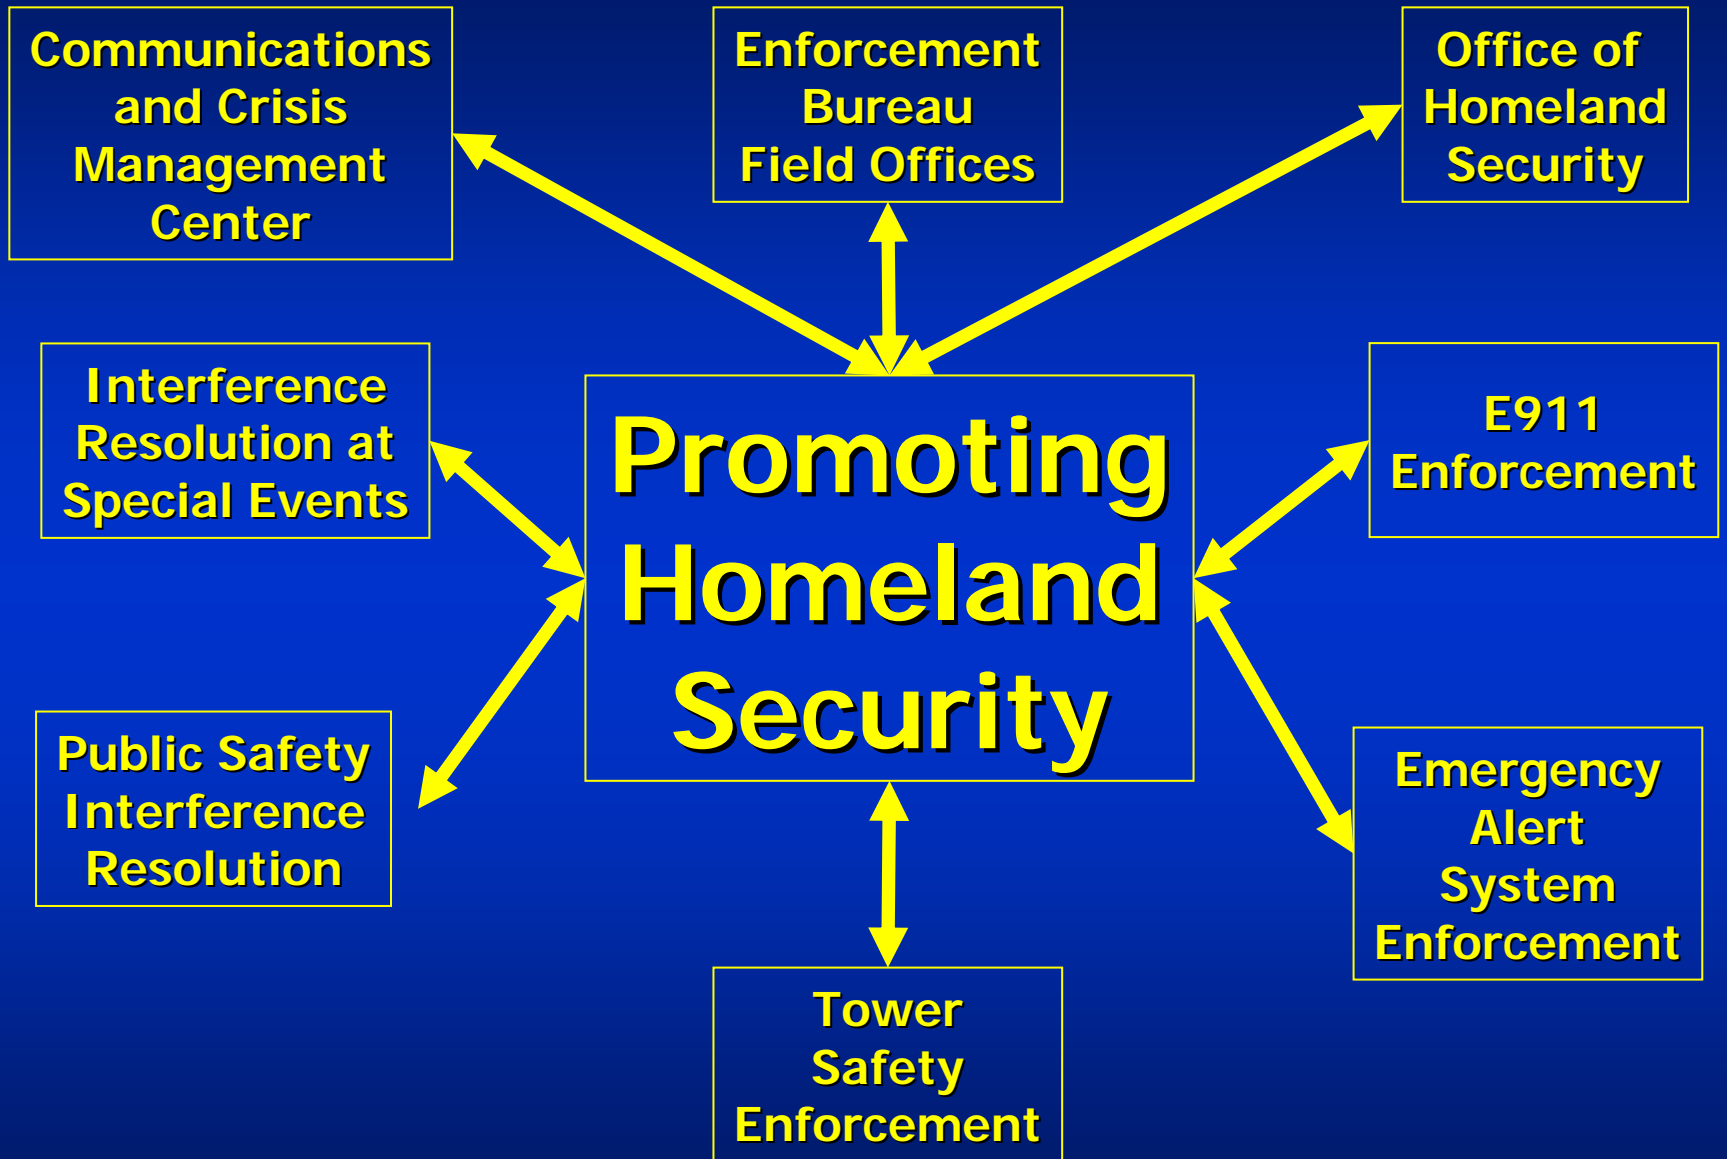 Communications
and Crisis
Management
Center
Enforcement
Bureau
Field Offices
Office of
Homeland
Security
Interference
Resolution at
Special Events
Promoting
Homeland
Security
E911
Enforcement
Public Safety
Interference
Resolution
Emergency
Alert
System
Enforcement
Tower
Safety
Enforcement